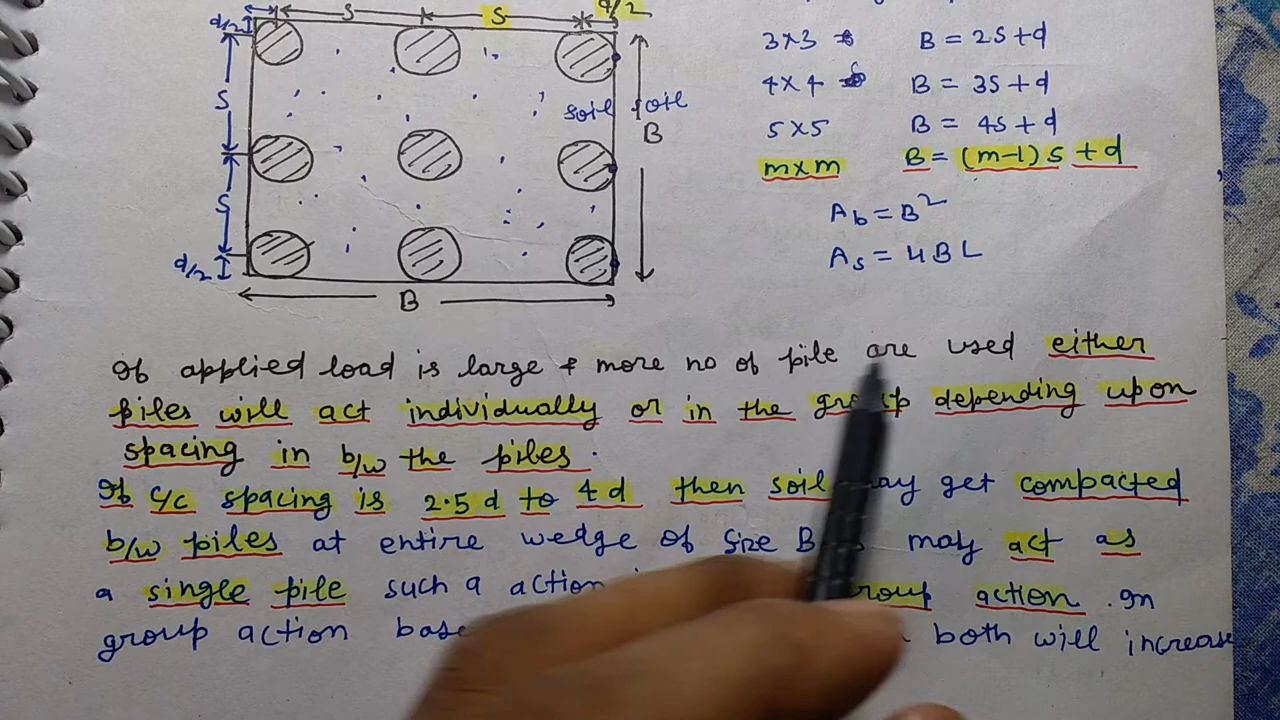 d/2 S S d/2
3×3 B = 2S+d
S 4×4 B = 3S+d
soil soil
B
5×5 B = 4S+d
m×m B = (m-1)S+d
S
Ab = B²
As = 4BL
d/2
B
If applied load is large & more no of pile are used either
piles will act individually or in the group depending upon
spacing in b/w the piles.
If c/c spacing is 2.5d to 4d then soil may get compacted
b/w piles at entire wedge of size B may act as
a single pile such a action group action. In
group action both will increase